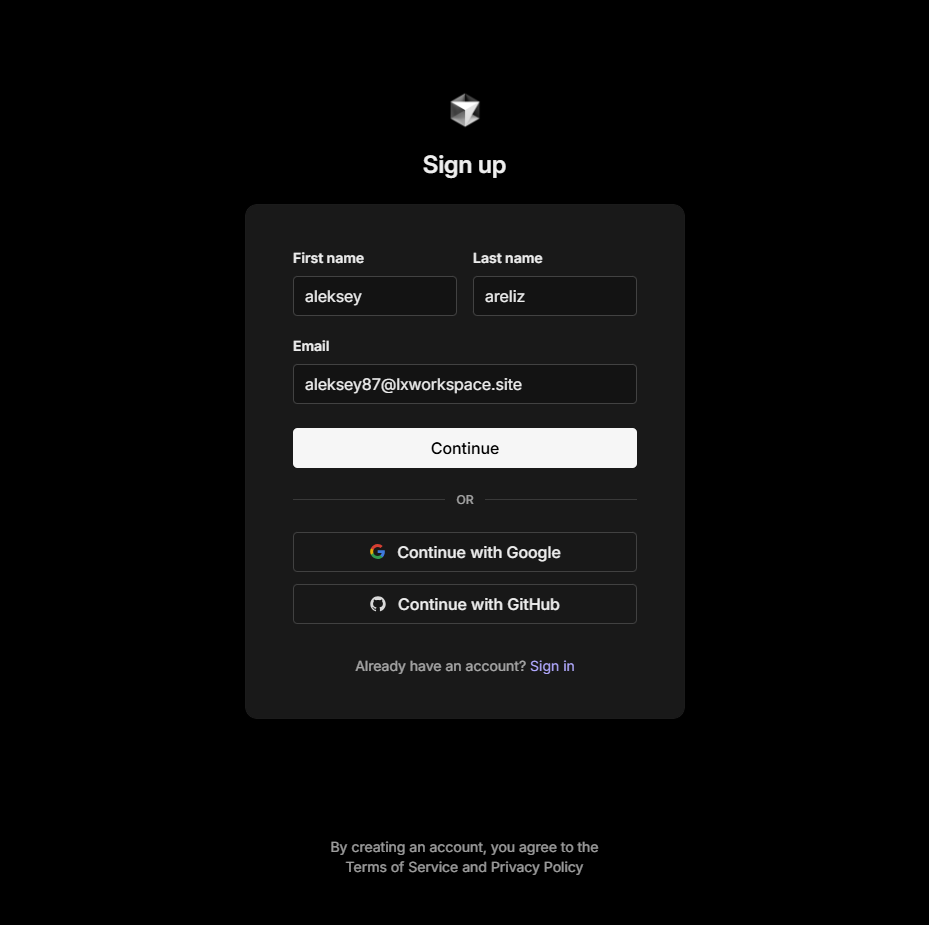 Sign up
First name Last name
aleksey areliz
Email
aleksey87@lxworkspace.site
Continue
OR
Continue with Google
Continue with GitHub
Already have an account? Sign in
By creating an account, you agree to the
Terms of Service and Privacy Policy